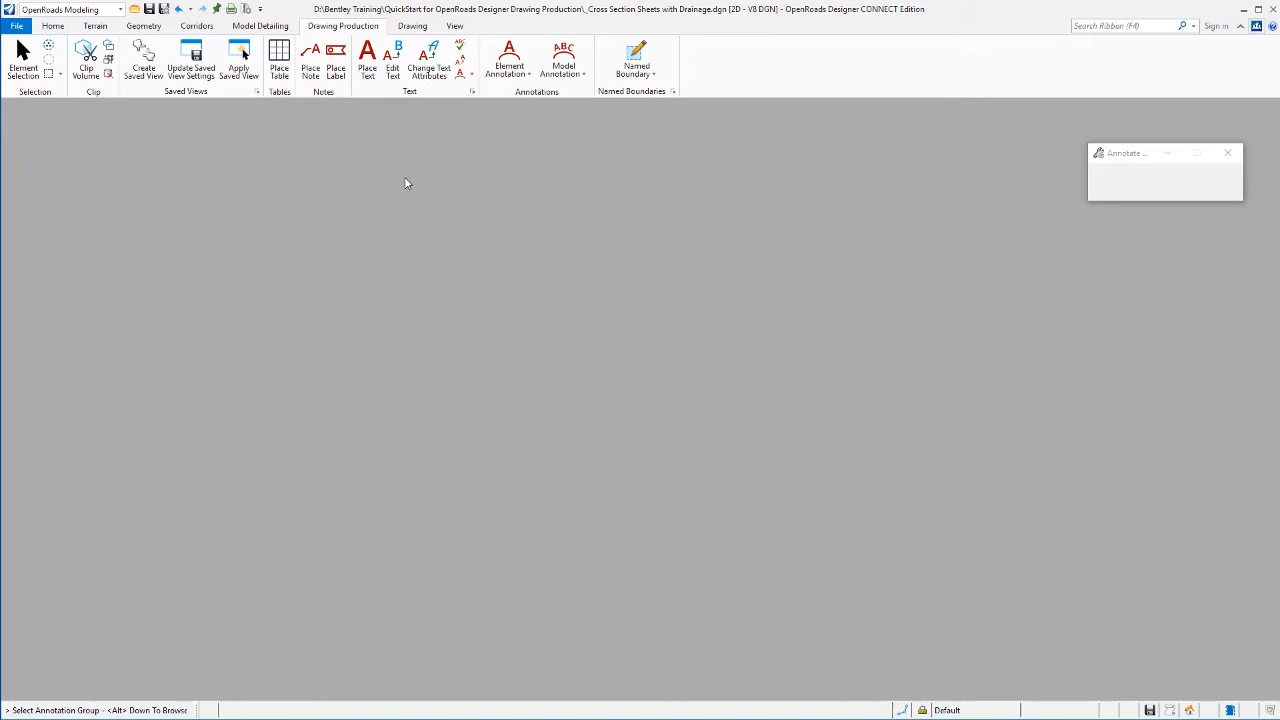 OpenRoads Modeling
D:\Bentley Training\QuickStart for OpenRoads Designer Drawing Production\_Cross Section Sheets with Drainage.dgn [2D - V8 DGN] - OpenRoads Designer CONNECT Edition
File Home Terrain Geometry Corridors Model Detailing Drawing Production Drawing View
Search Ribbon (F4)
Sign in
Element Selection
Clip Volume
Create Saved View
Update Saved View Settings
Apply Saved View
Place Table
Place Note
Place Label
Place Text
Edit Text
Change Text Attributes
Element Annotation
Model Annotation
Named Boundary
Selection Clip Saved Views Tables Notes Text Annotations Named Boundaries
Annotate ...
> Select Annotation Group - <Alt> Down To Browse
Default